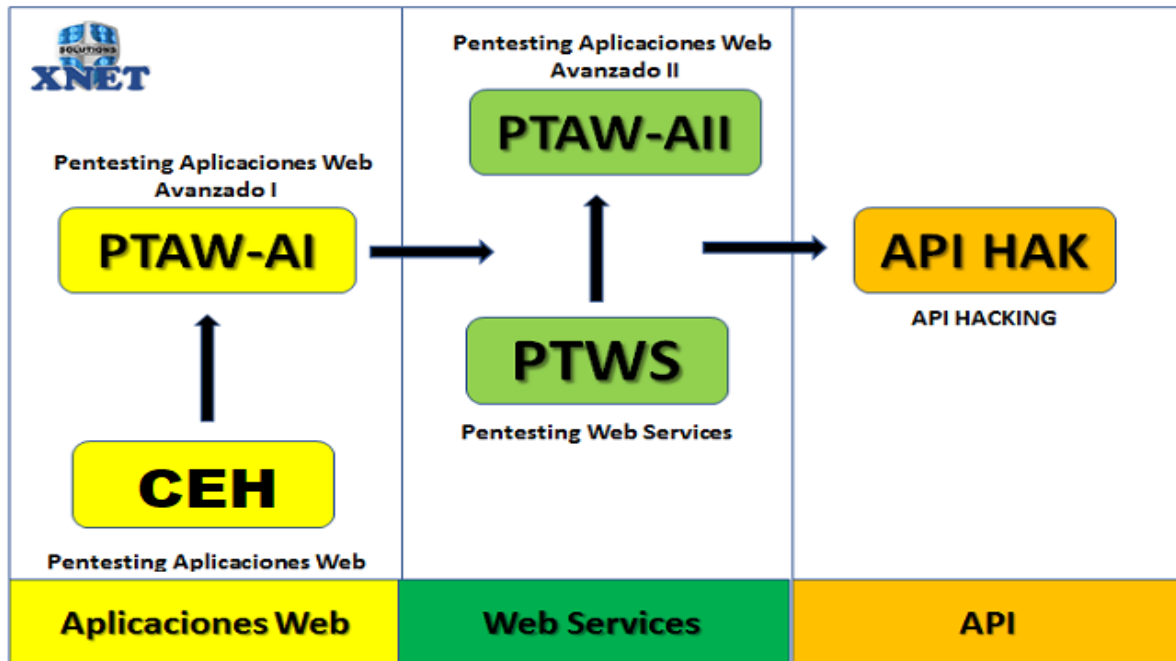 SOLUTIONS
XNET
Pentesting Aplicaciones Web
Avanzado I
PTAW-AI
CEH
Pentesting Aplicaciones Web
Aplicaciones Web
Pentesting Aplicaciones Web
Avanzado II
PTAW-AII
PTWS
Pentesting Web Services
Web Services
API HAK
API HACKING
API